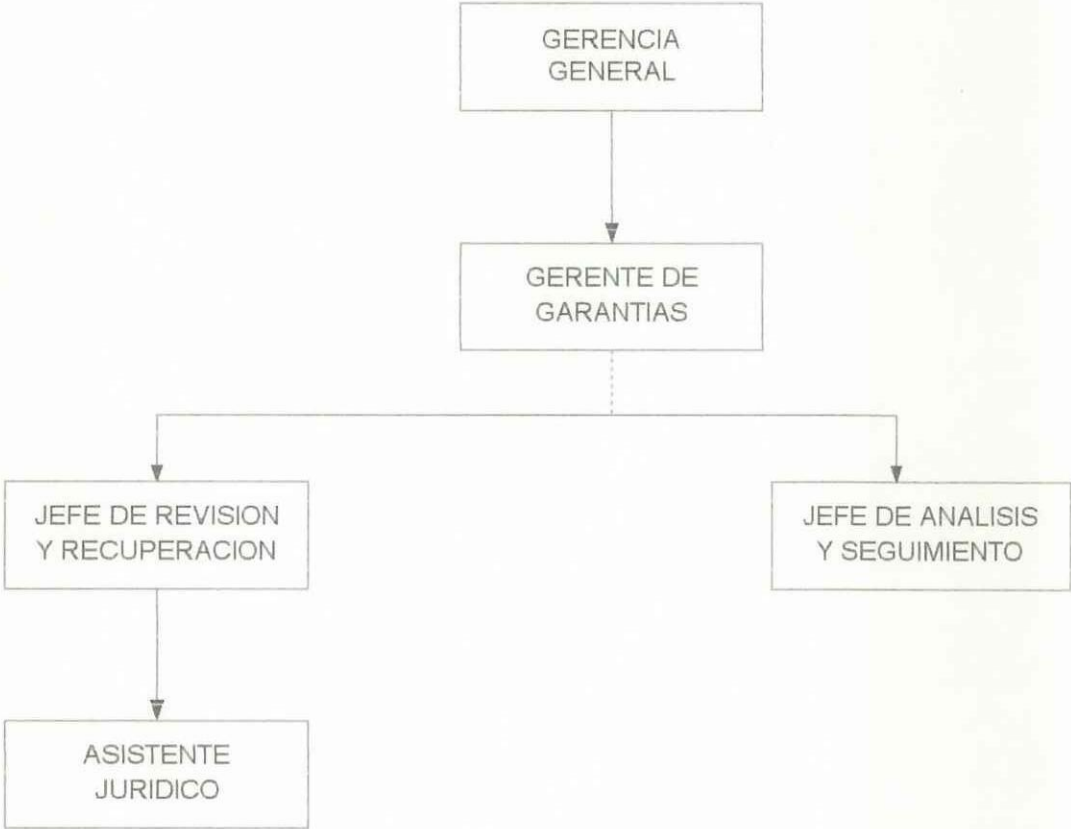 GERENCIA
GENERAL
GERENTE DE
GARANTIAS
JEFE DE REVISION
Y RECUPERACION
JEFE DE ANALISIS
Y SEGUIMIENTO
ASISTENTE
JURIDICO